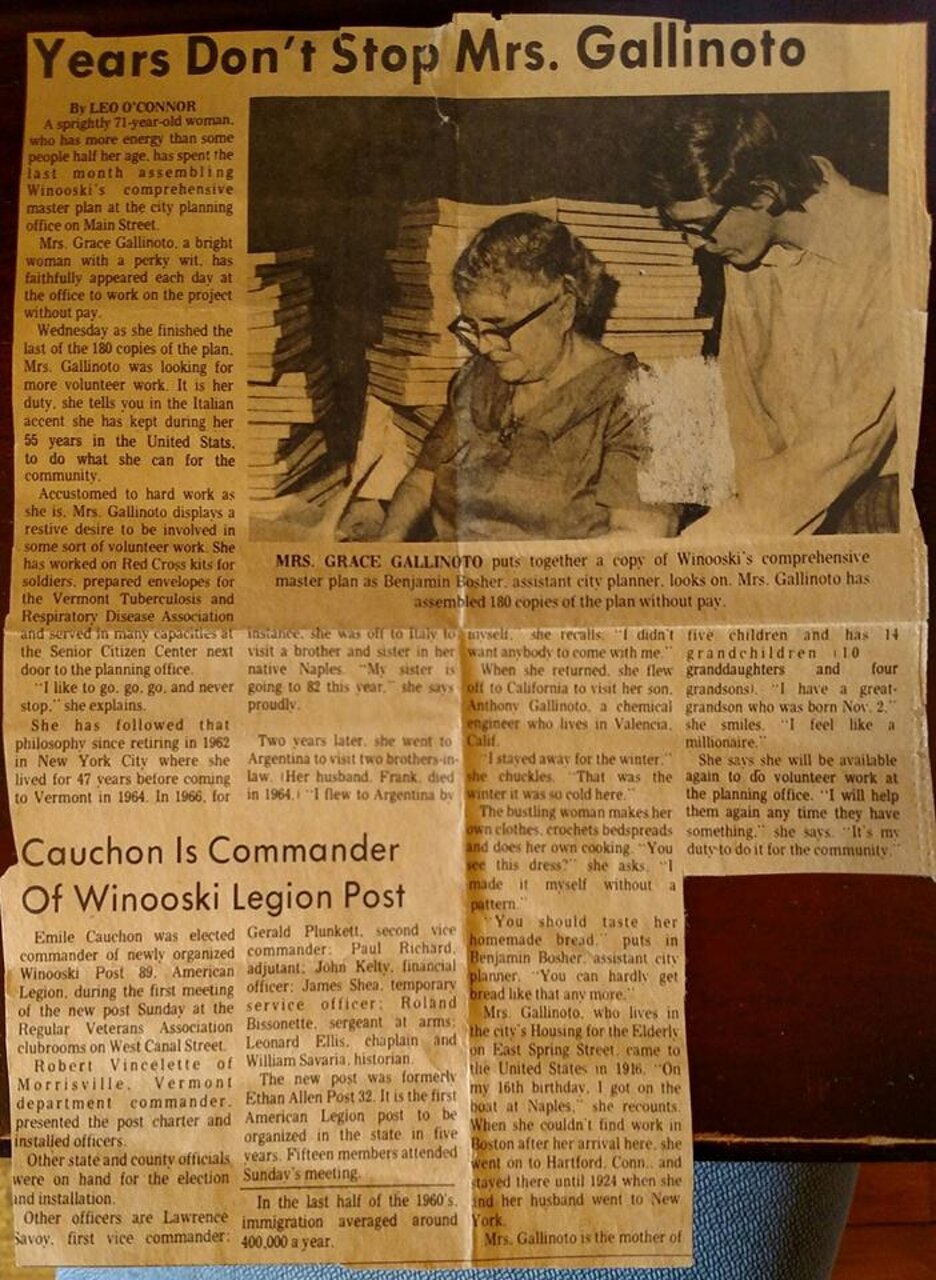 Years Don't Stop Mrs. Gallinoto
By LEO O'CONNOR
A sprightly 71-year-old woman,
who has more energy than some
people half her age, has spent the
last month assembling
Winooski's comprehensive
master plan at the city planning
office on Main Street.
Mrs. Grace Gallinoto, a bright
woman with a perky wit, has
faithfully appeared each day at
the office to work on the project
without pay.
Wednesday as she finished the
last of the 180 copies of the plan,
Mrs. Gallinoto was looking for
more volunteer work. It is her
duty, she tells you in the Italian
accent she has kept during her
55 years in the United Stats,
to do what she can for the
community.
Accustomed to hard work as
she is, Mrs. Gallinoto displays a
restive desire to be involved in
some sort of volunteer work. She
has worked on Red Cross kits for
soldiers, prepared envelopes for
the Vermont Tuberculosis and
Respiratory Disease Association
and served in many capacities at
the Senior Citizen Center next
door to the planning office.
"I like to go, go, go, and never
stop," she explains.
She has followed that
philosophy since retiring in 1962
in New York City where she
lived for 47 years before coming
to Vermont in 1964. In 1966, for
MRS. GRACE GALLINOTO puts together a copy of Winooski's comprehensive
master plan as Benjamin Bosher, assistant city planner, looks on. Mrs. Gallinoto has
assembled 180 copies of the plan without pay.
instance, she was off to Italy to
visit a brother and sister in her
native Naples. "My sister is
going to 82 this year," she says
proudly.
Two years later, she went to
Argentina to visit two brothers-in-
law. (Her husband, Frank, died
in 1964.) "I flew to Argentina by
myself," she recalls. "I didn't
want anybody to come with me."
When she returned, she flew
off to California to visit her son,
Anthony Gallinoto, a chemical
engineer who lives in Valencia,
Calif.
"I stayed away for the winter,"
she chuckles. "That was the
winter it was so cold here."
The bustling woman makes her
own clothes, crochets bedspreads
and does her own cooking. "You
see this dress?" she asks. "I
made it myself without a
pattern."
"You should taste her
homemade bread," puts in
Benjamin Bosher, assistant city
planner. "You can hardly get
bread like that any more."
Mrs. Gallinoto, who lives in
the city's Housing for the Elderly
on East Spring Street, came to
the United States in 1916. "On
my 16th birthday, I got on the
boat at Naples," she recounts.
When she couldn't find work in
Boston after her arrival here, she
went on to Hartford, Conn., and
stayed there until 1924 when she
and her husband went to New
York.
Mrs. Gallinoto is the mother of
five children and has 14
grandchildren (10
granddaughters and four
grandsons). "I have a great-
grandson who was born Nov. 2,"
she smiles. "I feel like a
millionaire."
She says she will be available
again to do volunteer work at
the planning office. "I will help
them again any time they have
something," she says. "It's my
duty to do it for the community."
Cauchon Is Commander
Of Winooski Legion Post
Emile Cauchon was elected
commander of newly organized
Winooski Post 89, American
Legion, during the first meeting
of the new post Sunday at the
Regular Veterans Association
clubrooms on West Canal Street.
Robert Vincelette of
Morrisville, Vermont
department commander,
presented the post charter and
installed officers.
Other state and county officials
were on hand for the election
and installation.
Other officers are Lawrence
Savoy, first vice commander;
Gerald Plunkett, second vice
commander; Paul Richard,
adjutant; John Kelty, financial
officer; James Shea, temporary
service officer; Roland
Bissonette, sergeant at arms;
Leonard Ellis, chaplain and
William Savaria, historian.
The new post was formerly
Ethan Allen Post 32. It is the first
American Legion post to be
organized in the state in five
years. Fifteen members attended
Sunday's meeting.
In the last half of the 1960's,
immigration averaged around
400,000 a year.